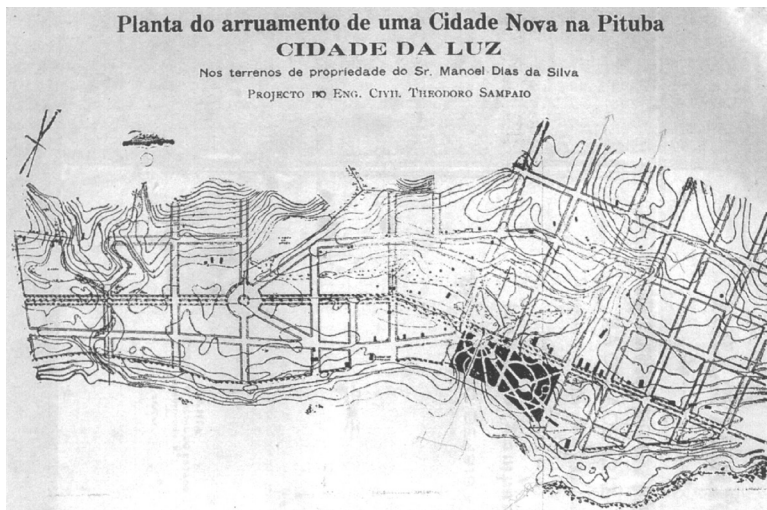 Planta do arruamento de uma Cidade Nova na Pituba
CIDADE DA LUZ
Nos terrenos de propriedade do Sr. Manoel Dias da Silva
PROJECTO DO ENG. CIVIL THEODORO SAMPAIO